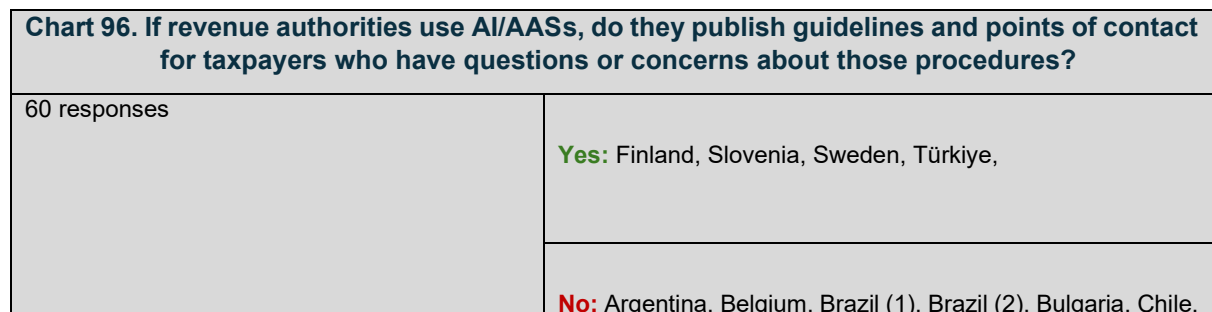 Chart 96. If revenue authorities use AI/AASs, do they publish guidelines and points of contact
for taxpayers who have questions or concerns about those procedures?
60 responses
Yes: Finland, Slovenia, Sweden, Türkiye,
No: Argentina, Belgium, Brazil (1), Brazil (2), Bulgaria, Chile,